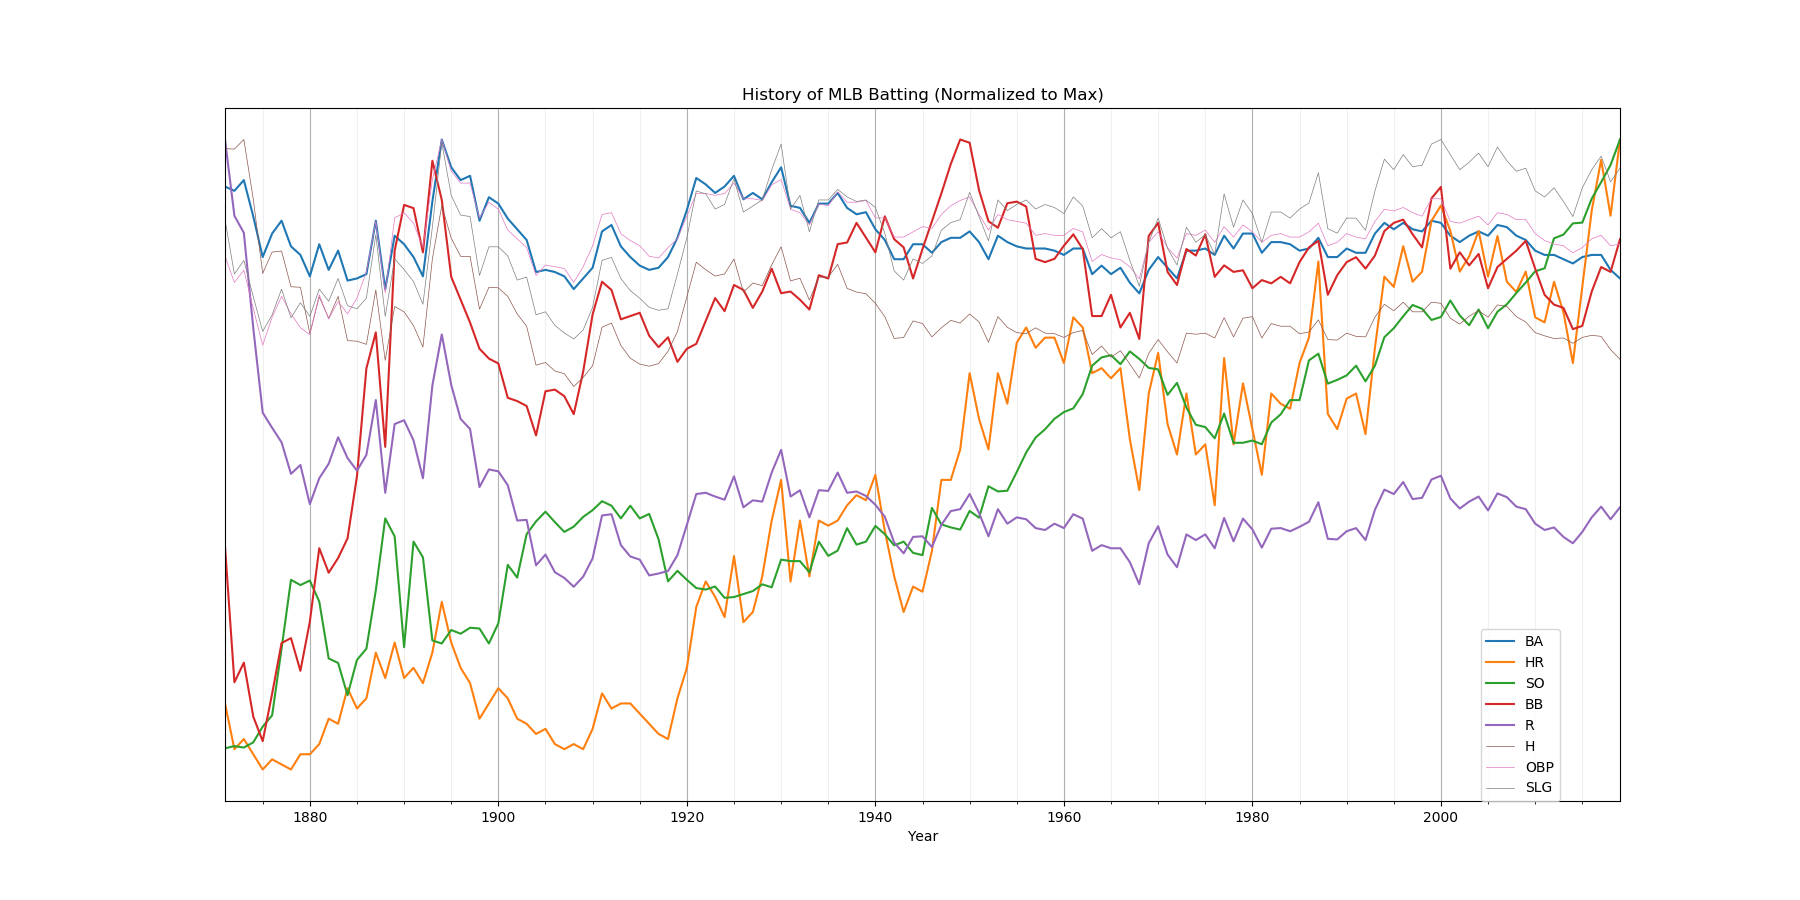 History of MLB Batting (Normalized to Max)
BA
HR
SO
BB
R
H
OBP
SLG
1880 1900 1920 1940 1960 1980 2000
Year